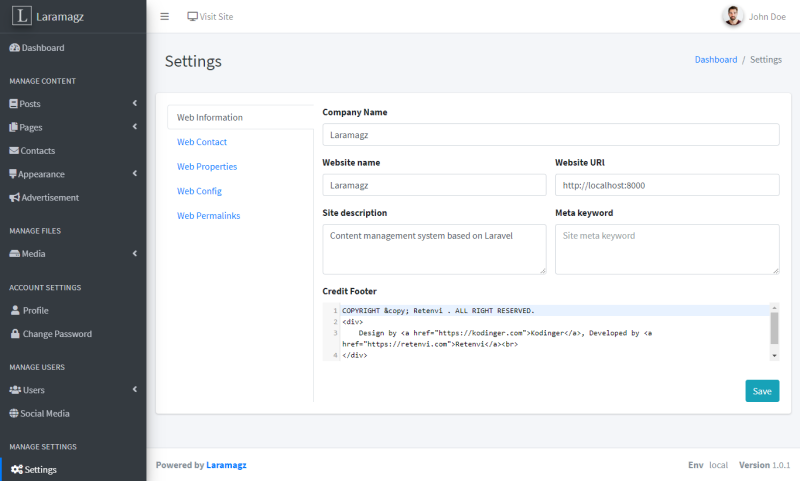 L Laramagz
Visit Site
John Doe
Dashboard
MANAGE CONTENT
Posts
Pages
Contacts
Appearance
Advertisement
MANAGE FILES
Media
ACCOUNT SETTINGS
Profile
Change Password
MANAGE USERS
Users
Social Media
MANAGE SETTINGS
Settings
Settings
Dashboard / Settings
Web Information
Web Contact
Web Properties
Web Config
Web Permalinks
Company Name
Laramagz
Website name
Website URl
Laramagz
http://localhost:8000
Site description
Meta keyword
Content management system based on Laravel
Site meta keyword
Credit Footer
1 COPYRIGHT &copy; Retenvi . ALL RIGHT RESERVED.
2 <div>
3 Design by <a href="https://kodinger.com">Kodinger</a>, Developed by <a
href="https://retenvi.com">Retenvi</a><br>
4 </div>
Save
Powered by Laramagz
Env local Version 1.0.1